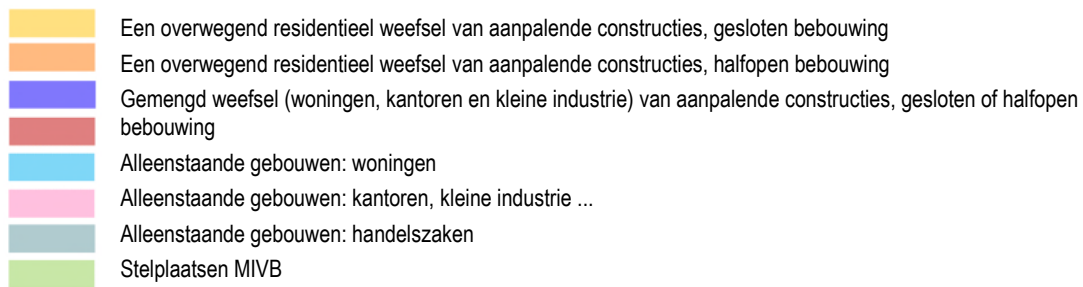 Een overwegend residentieel weefsel van aanpalende constructies, gesloten bebouwing
Een overwegend residentieel weefsel van aanpalende constructies, halfopen bebouwing
Gemengd weefsel (woningen, kantoren en kleine industrie) van aanpalende constructies, gesloten of halfopen
bebouwing
Alleenstaande gebouwen: woningen
Alleenstaande gebouwen: kantoren, kleine industrie ...
Alleenstaande gebouwen: handelszaken
Stelplaatsen MIVB